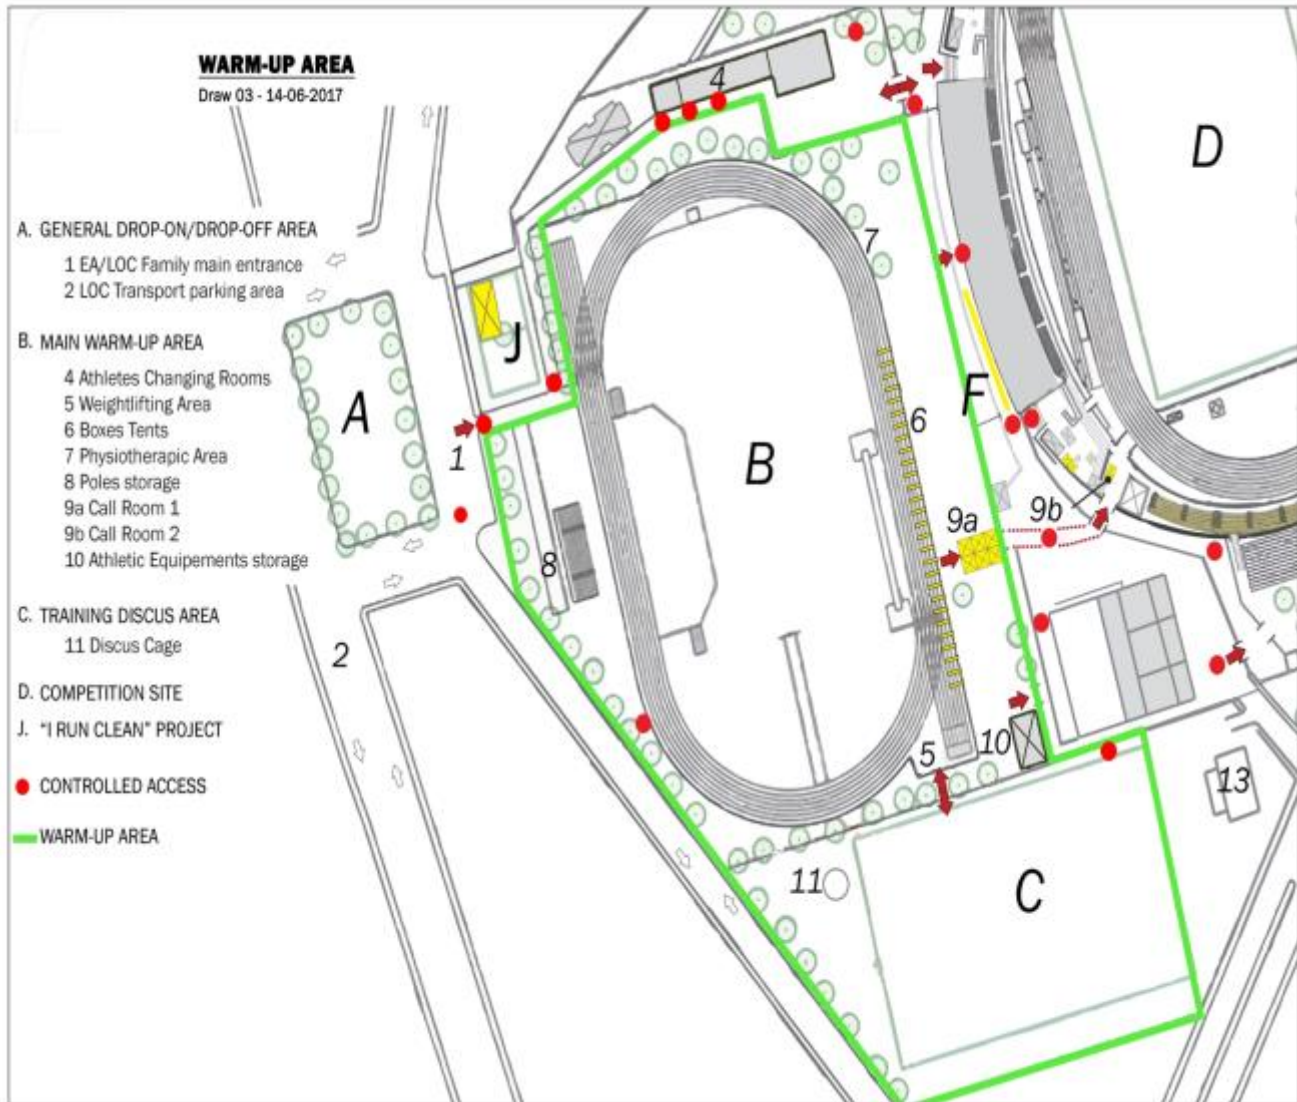 WARM-UP AREA
Draw 03 - 14-06-2017
A. GENERAL DROP-ON/DROP-OFF AREA
1 EA/LOC Family main entrance
2 LOC Transport parking area
B. MAIN WARM-UP AREA
4 Athletes Changing Rooms
5 Weightlifting Area
6 Boxes Tents
7 Physiotherapic Area
8 Poles storage
9a Call Room 1
9b Call Room 2
10 Athletic Equipements storage
C. TRAINING DISCUS AREA
11 Discus Cage
D. COMPETITION SITE
J. "I RUN CLEAN" PROJECT
CONTROLLED ACCESS
WARM-UP AREA
4
D
7
J
A
F
6
1
B
9a
9b
8
2
5
10
13
11
C